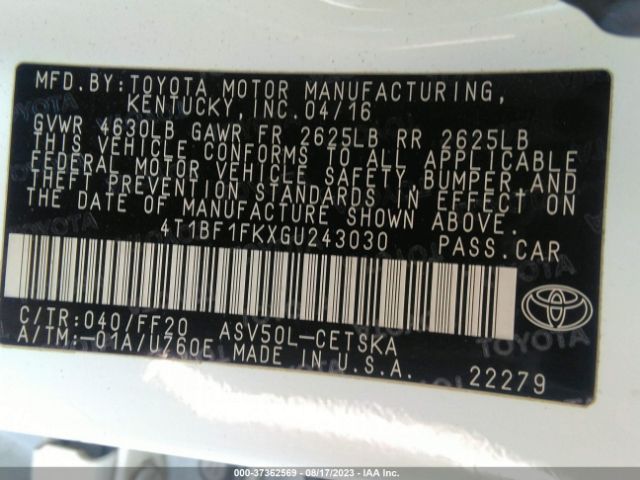 MFD.BY:TOYOTA MOTOR MANUFACTURING,
KENTUCKY,INC.04/16
GVWR 4630LB GAWR FR 2625LB RR 2625LB
THIS VEHICLE CONFORMS TO ALL APPLICABLE
FEDERAL MOTOR VEHICLE SAFETY,BUMPER,AND
THEFT PREVENTION STANDARDS IN EFFECT ON
THE DATE OF MANUFACTURE SHOWN ABOVE.
4T1BF1FKXGU243030 PASS.CAR
C/TR:040/FF20 ASV50L-CETSKA
A/TM:-01A/U760E MADE IN U.S.A.
22279
000-37362569 - 08/17/2023 - IAA Inc.